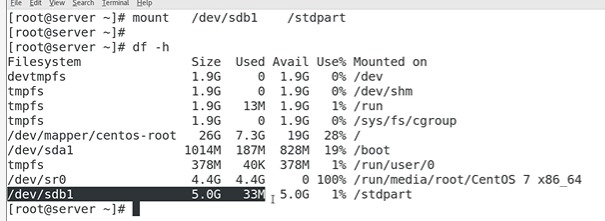 File Edit View Search Terminal Help
[root@server ~]# mount   /dev/sdb1    /stdpart
[root@server ~]#
[root@server ~]# df -h
Filesystem               Size  Used Avail Use% Mounted on
devtmpfs                 1.9G     0  1.9G   0% /dev
tmpfs                    1.9G     0  1.9G   0% /dev/shm
tmpfs                    1.9G   13M  1.9G   1% /run
tmpfs                    1.9G     0  1.9G   0% /sys/fs/cgroup
/dev/mapper/centos-root   26G  7.3G   19G  28% /
/dev/sda1               1014M  187M  828M  19% /boot
tmpfs                    378M   40K  378M   1% /run/user/0
/dev/sr0                 4.4G  4.4G     0 100% /run/media/root/CentOS 7 x86_64
/dev/sdb1                5.0G   33M  5.0G   1% /stdpart
[root@server ~]#